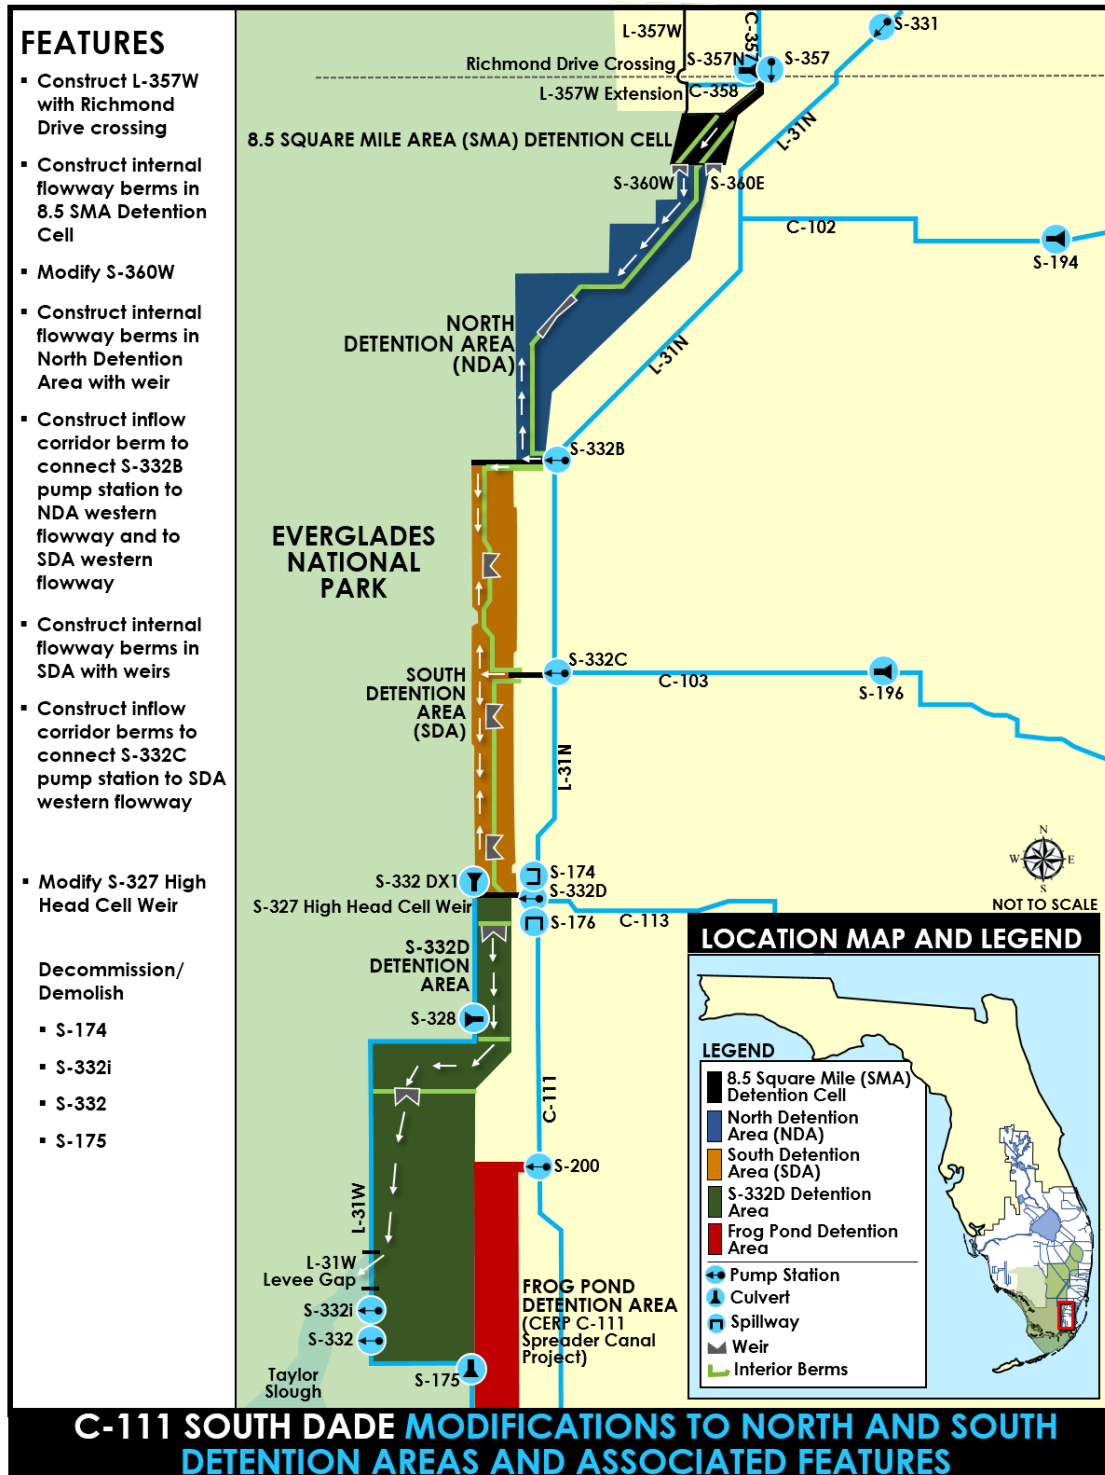 FEATURES
▪ Construct L-357W
with Richmond
Drive crossing
▪ Construct internal
flowway berms in
8.5 SMA Detention
Cell
▪ Modify S-360W
▪ Construct internal
flowway berms in
North Detention
Area with weir
▪ Construct inflow
corridor berm to
connect S-332B
pump station to
NDA western
flowway and to
SDA western
flowway
▪ Construct internal
flowway berms in
SDA with weirs
▪ Construct inflow
corridor berms to
connect S-332C
pump station to SDA
western flowway
▪ Modify S-327 High
Head Cell Weir
Decommission/
Demolish
▪ S-174
▪ S-332i
▪ S-332
▪ S-175
L-357W
C-357
S-331
Richmond Drive Crossing
S-357N
S-357
L-357W Extension
C-358
8.5 SQUARE MILE AREA (SMA) DETENTION CELL
L-31N
S-360W
S-360E
C-102
S-194
NORTH
DETENTION AREA
(NDA)
L-31N
S-332B
EVERGLADES
NATIONAL
PARK
S-332C
C-103
S-196
SOUTH
DETENTION
AREA
(SDA)
L-31N
S-332 DX1
S-174
S-332D
S-327 High Head Cell Weir
S-176
C-113
S-332D
DETENTION
AREA
S-328
C-111
S-200
L-31W
L-31W
Levee Gap
S-332i
S-332
S-175
Taylor
Slough
FROG POND
DETENTION AREA
(CERP C-111
Spreader Canal
Project)
N
W
E
S
NOT TO SCALE
LOCATION MAP AND LEGEND
LEGEND
8.5 Square Mile (SMA)
Detention Cell
North Detention
Area (NDA)
South Detention
Area (SDA)
S-332D Detention
Area
Frog Pond Detention
Area
Pump Station
Culvert
Spillway
Weir
Interior Berms
C-111 SOUTH DADE MODIFICATIONS TO NORTH AND SOUTH
DETENTION AREAS AND ASSOCIATED FEATURES